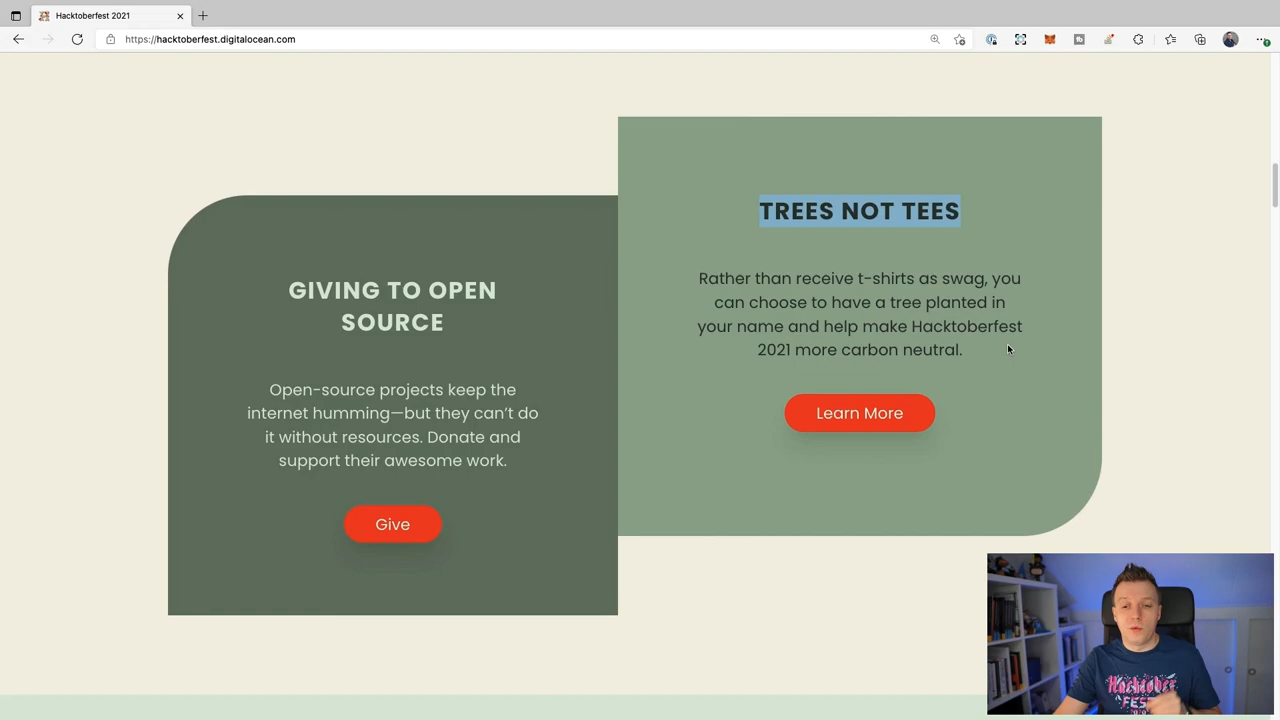 Hacktoberfest 2021
https://hacktoberfest.digitalocean.com
GIVING TO OPEN
SOURCE
Open-source projects keep the
internet humming—but they can't do
it without resources. Donate and
support their awesome work.
Give
TREES NOT TEES
Rather than receive t-shirts as swag, you
can choose to have a tree planted in
your name and help make Hacktoberfest
2021 more carbon neutral.
Learn More
Hacktober
FEST